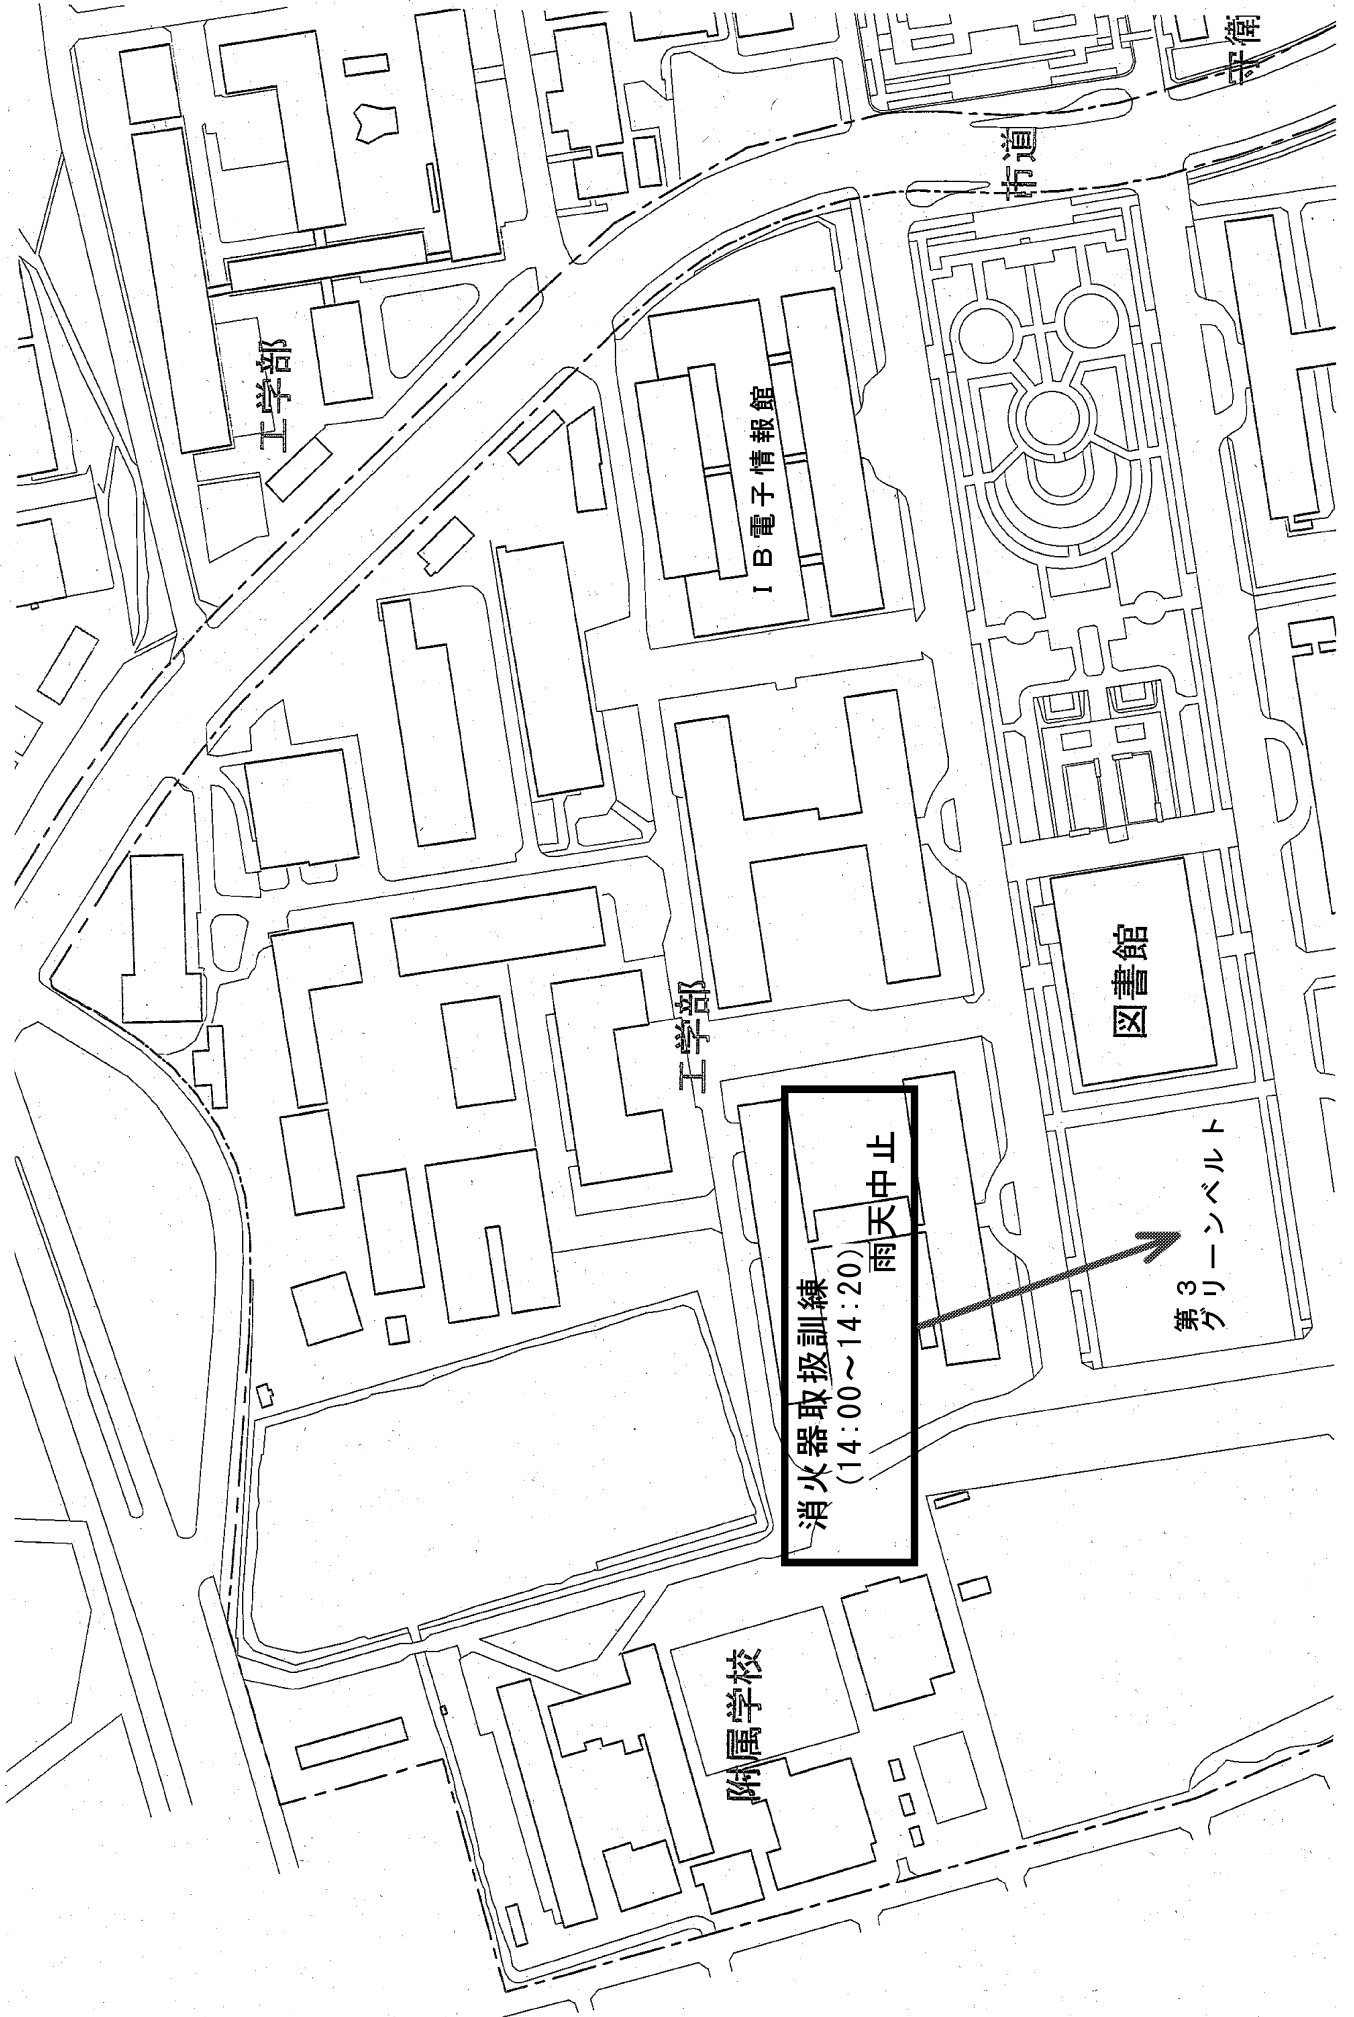 工学部
市道
守衛
ＩＢ電子情報館
工学部
図書館
消火器取扱訓練
(14:00～14:20)
雨天中止
第３
グリーンベルト
附属学校